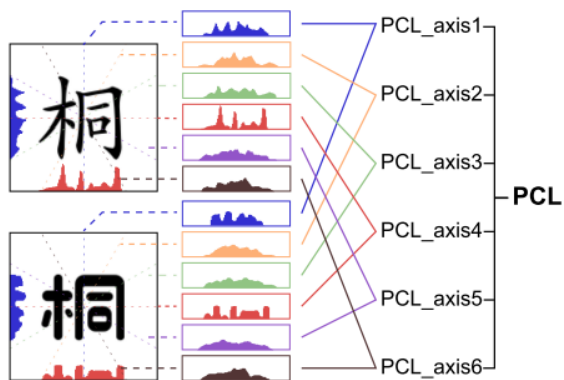 桐
桐
PCL_axis1
PCL_axis2
PCL_axis3
PCL_axis4
PCL_axis5
PCL_axis6
PCL